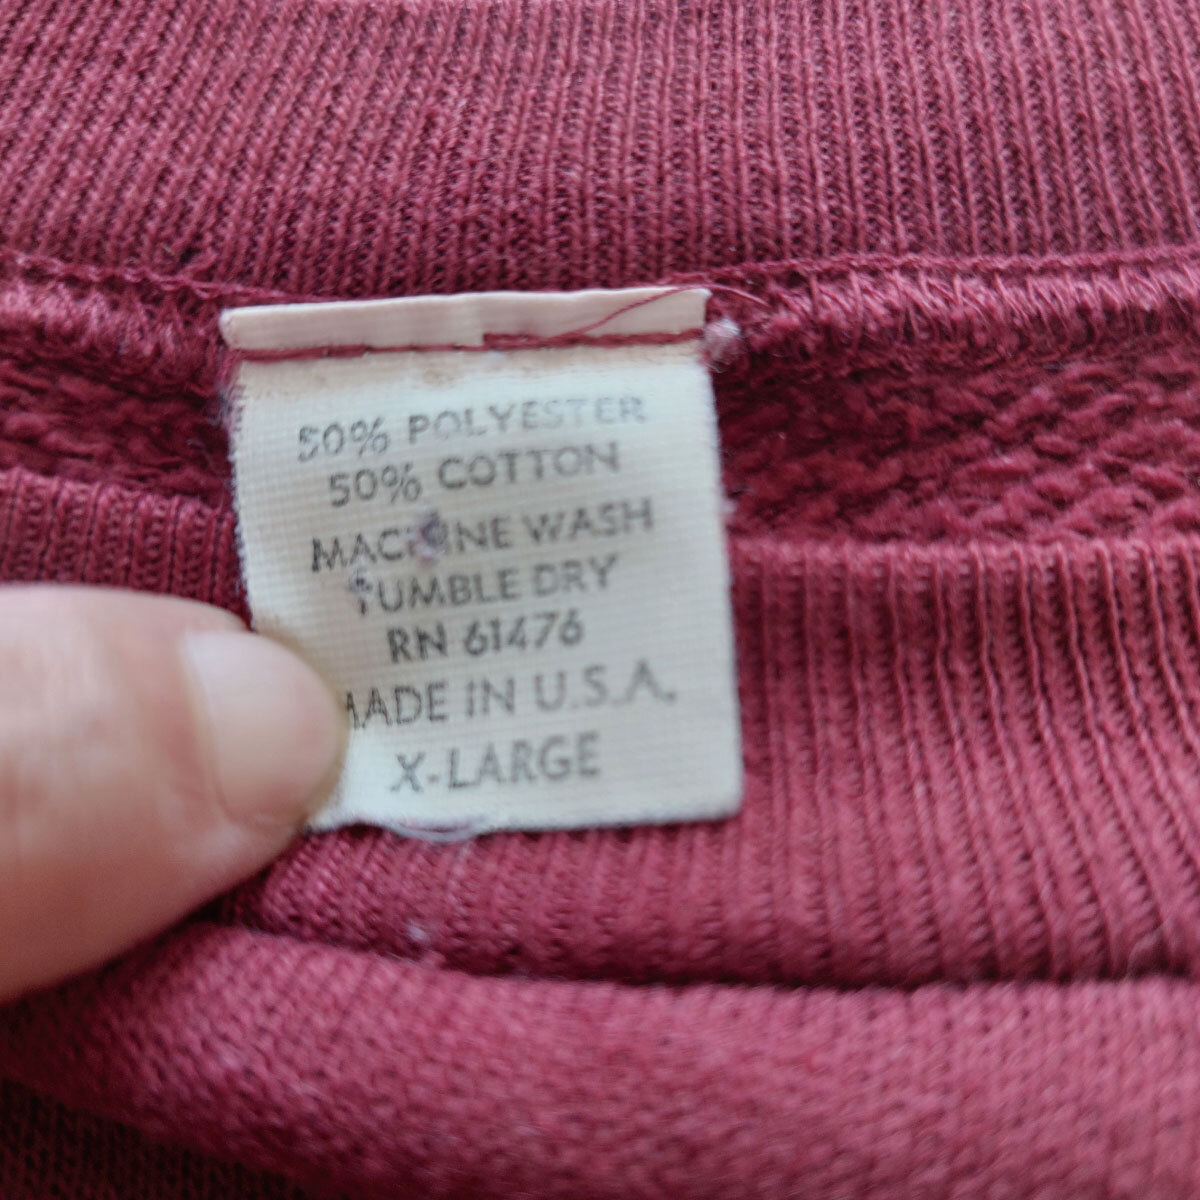 50% POLYESTER
50% COTTON
MACHINE WASH
TUMBLE DRY
RN 61476
MADE IN U.S.A.
X-LARGE